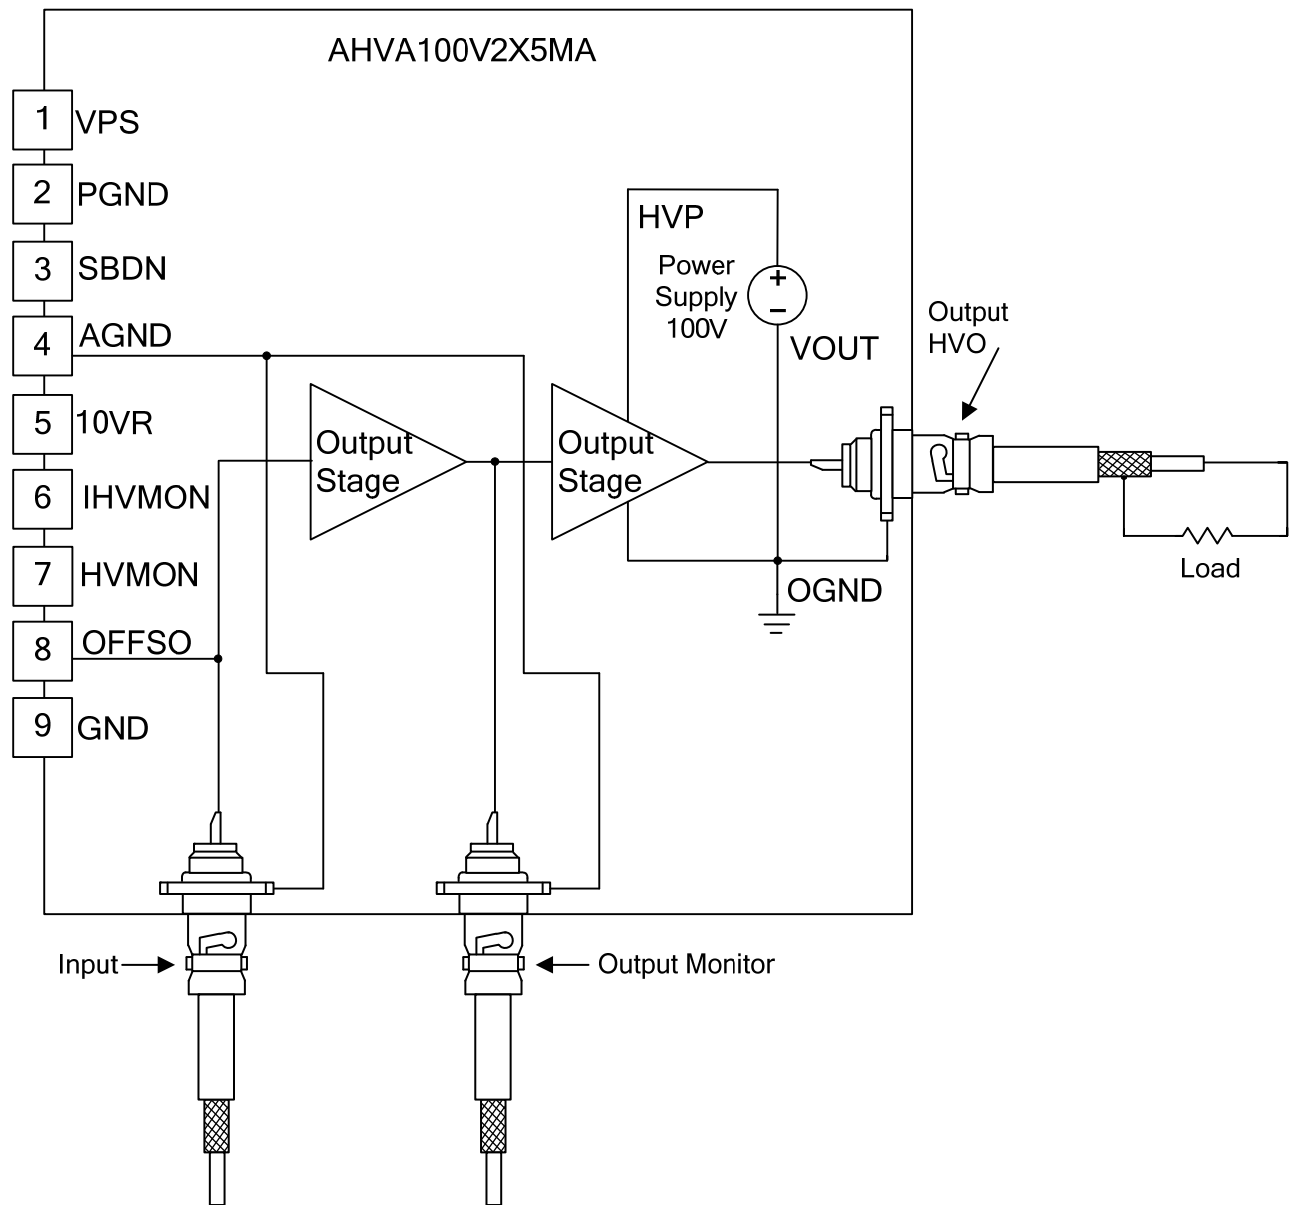 AHVA100V2X5MA
1 VPS
2 PGND
3 SBDN
4 AGND
5 10VR
6 IHVMON
7 HVMON
8 OFFSO
9 GND
HVP
Power
Supply
100V
+
−
VOUT
Output
HVO
Output
Stage
Output
Stage
OGND
Load
Input
Output Monitor